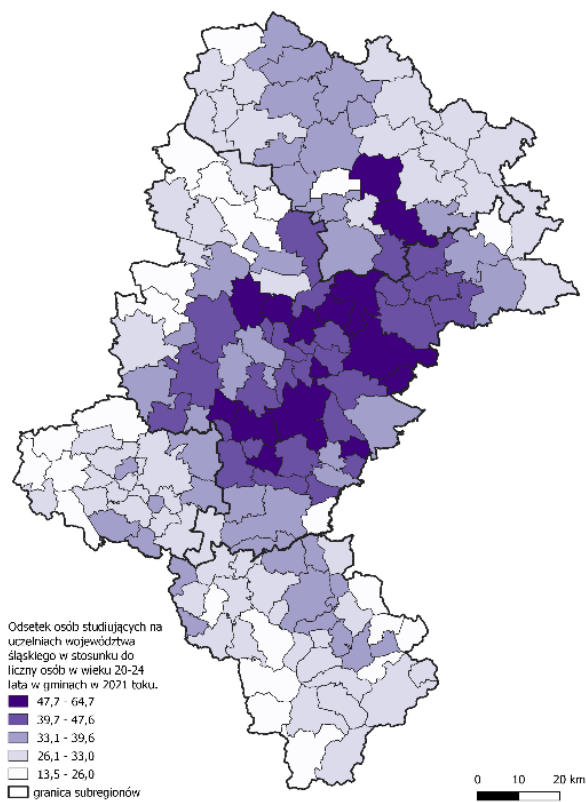 Odsetek osób studiujących na
uczelniach województwa
śląskiego w stosunku do
liczny osób w wieku 20-24
lata w gminach w 2021 toku.
47,7 - 64,7
39,7 - 47,6
33,1 - 39,6
26,1 - 33,0
13,5 - 26,0
granica subregionów
0 10 20 km